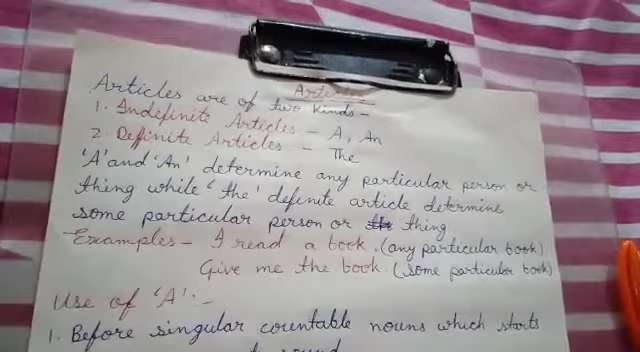 Articles
Articles are of two kinds-
1. Indefinite Articles - A, An
2. Definite Articles - The
'A' and 'An' determine any particular person or
thing while 'the' definite article determine
some particular person or thing
Examples - I read a book. (any particular book)
Give me the book. (some particular book)
Use of 'A':-
1. Before singular countable nouns which starts
sound